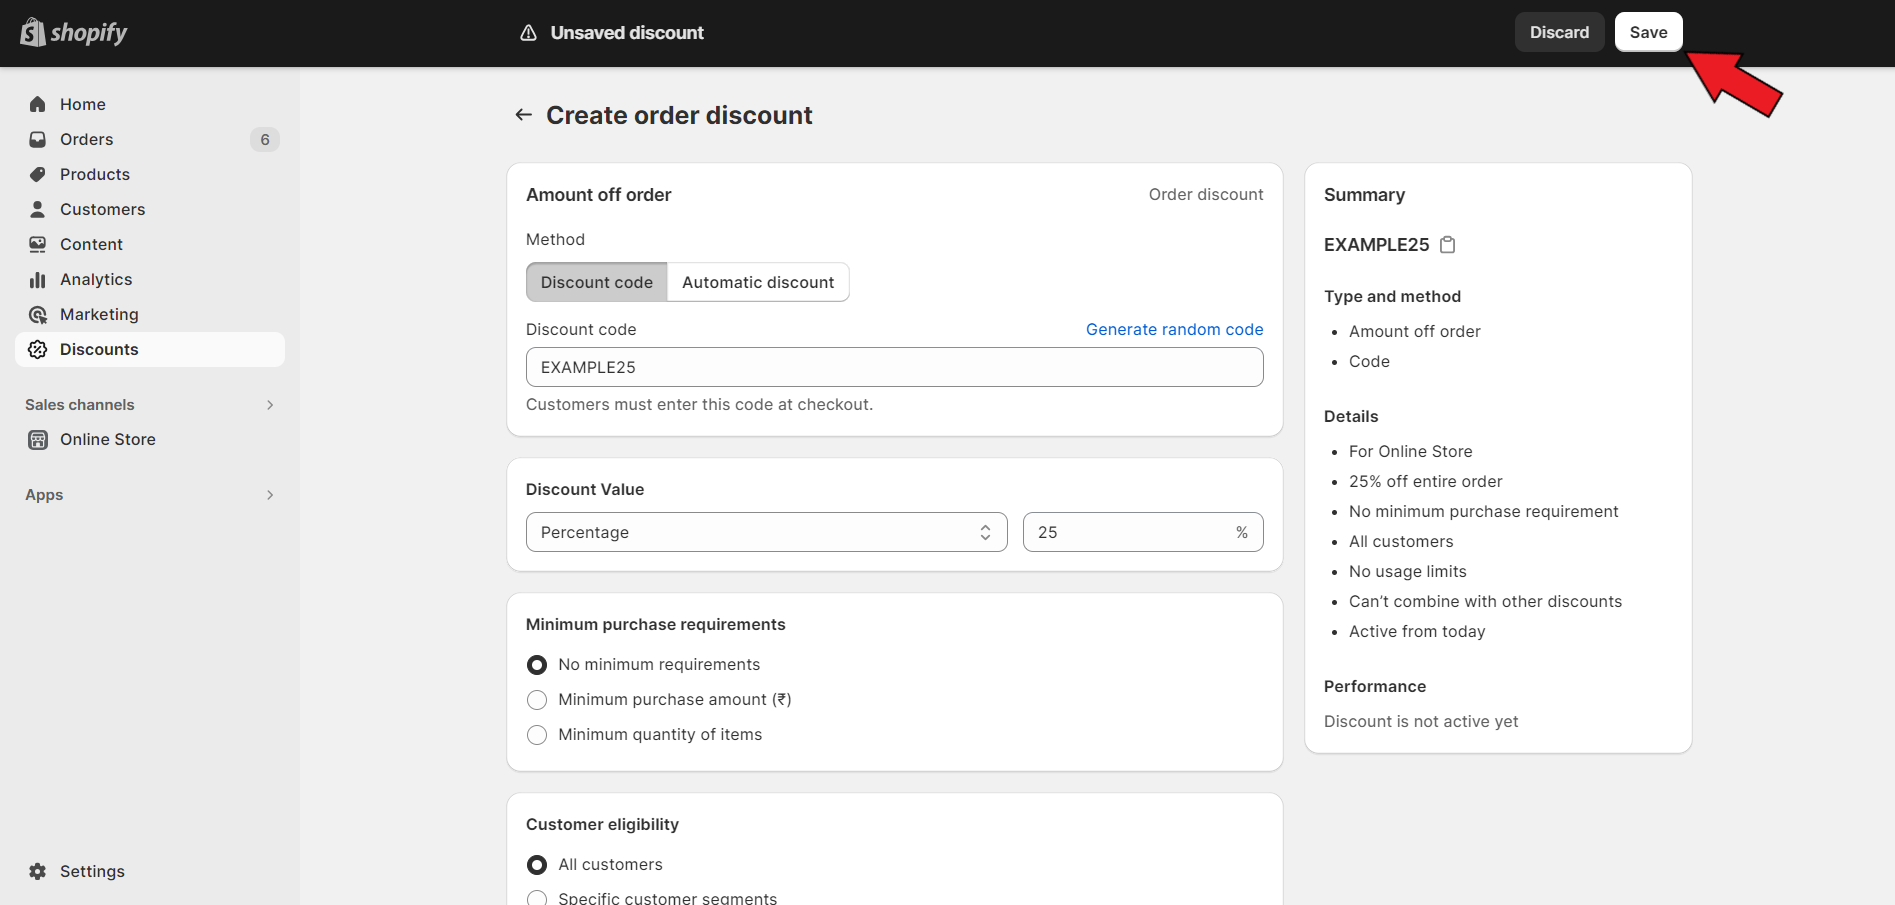 shopify
Unsaved discount
Discard
Save
Home
Orders
6
Products
Customers
Content
Analytics
Marketing
Discounts
Sales channels
Online Store
Apps
Settings
Create order discount
Amount off order
Order discount
Method
Discount code
Automatic discount
Discount code
Generate random code
EXAMPLE25
Customers must enter this code at checkout.
Discount Value
Percentage
25
%
Minimum purchase requirements
No minimum requirements
Minimum purchase amount (₹)
Minimum quantity of items
Customer eligibility
All customers
Specific customer segments
Summary
EXAMPLE25
Type and method
• Amount off order
• Code
Details
• For Online Store
• 25% off entire order
• No minimum purchase requirement
• All customers
• No usage limits
• Can’t combine with other discounts
• Active from today
Performance
Discount is not active yet